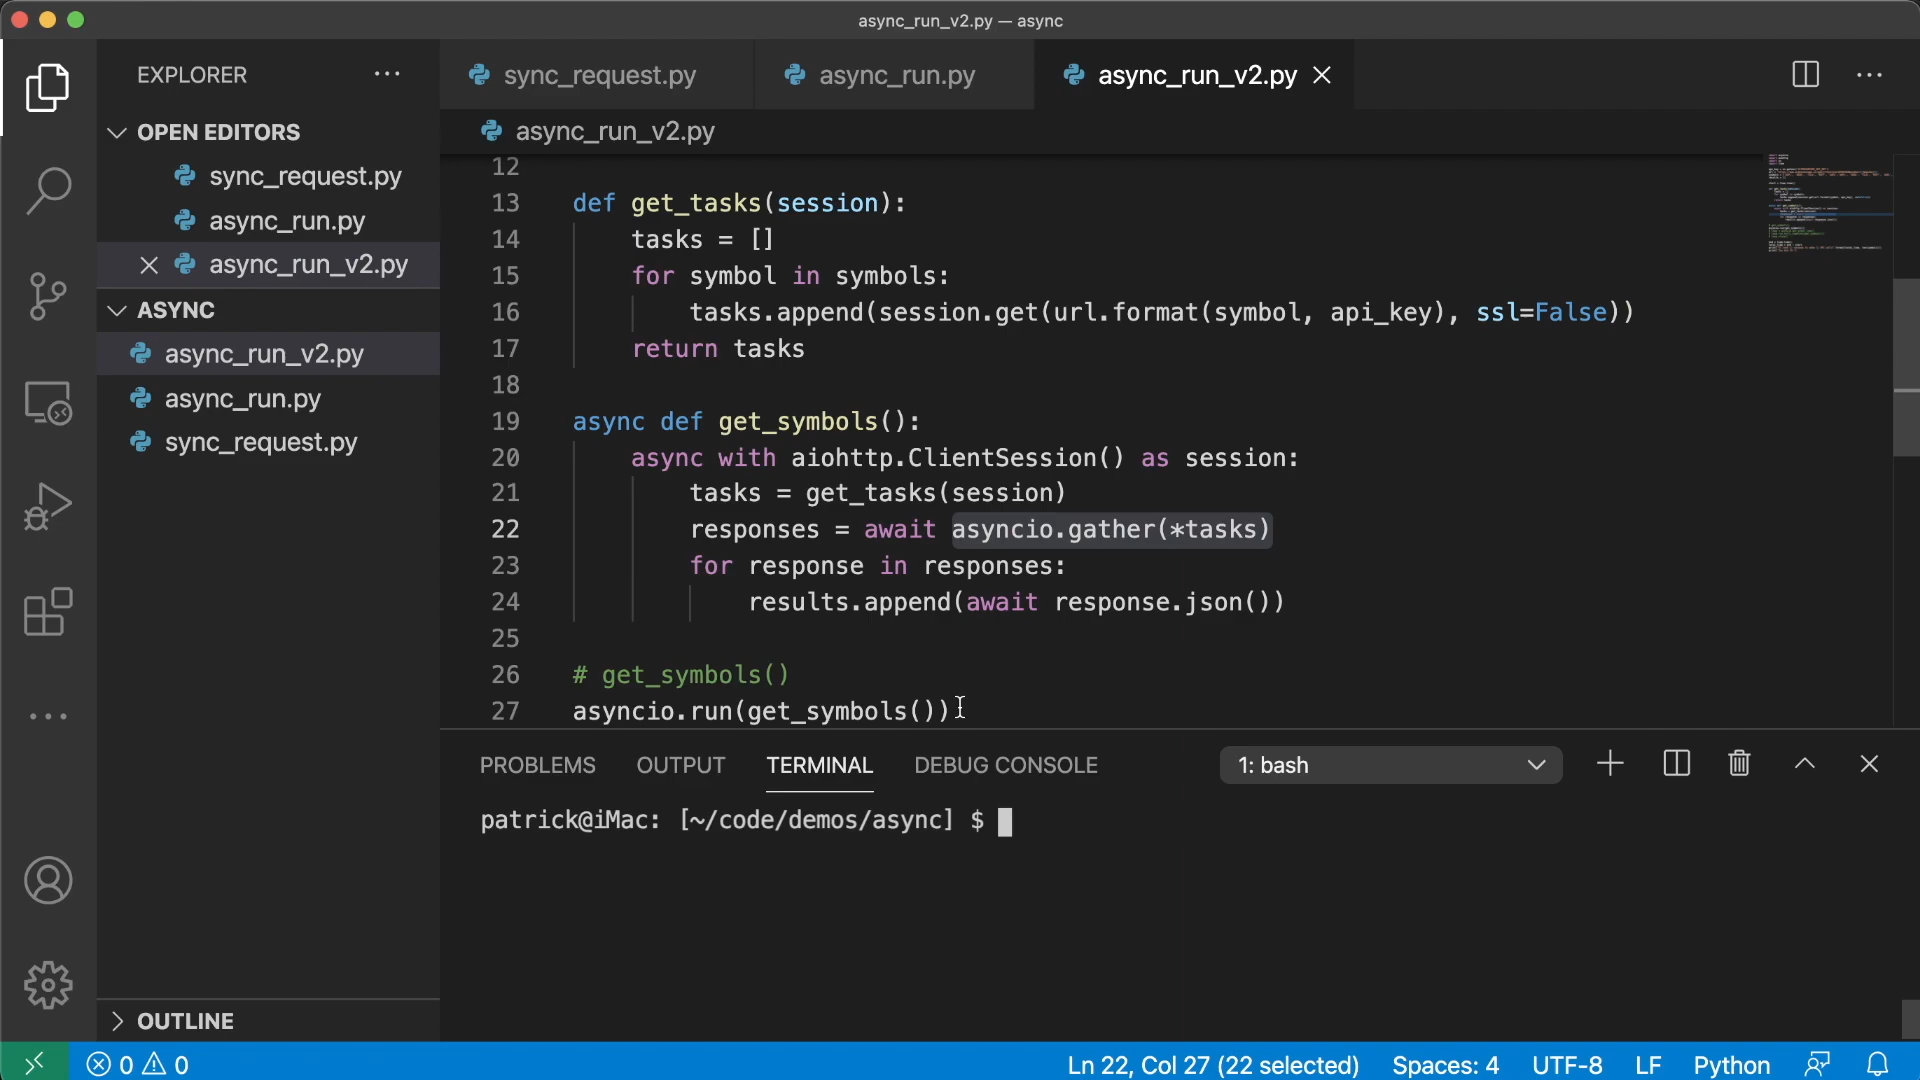 async_run_v2.py — async
EXPLORER
sync_request.py
async_run.py
async_run_v2.py
OPEN EDITORS
sync_request.py
async_run.py
async_run_v2.py
ASYNC
async_run_v2.py
async_run.py
sync_request.py
OUTLINE
async_run_v2.py
12
13 def get_tasks(session):
14 tasks = []
15 for symbol in symbols:
16 tasks.append(session.get(url.format(symbol, api_key), ssl=False))
17 return tasks
18
19 async def get_symbols():
20 async with aiohttp.ClientSession() as session:
21 tasks = get_tasks(session)
22 responses = await asyncio.gather(*tasks)
23 for response in responses:
24 results.append(await response.json())
25
26 # get_symbols()
27 asyncio.run(get_symbols())
PROBLEMS OUTPUT TERMINAL DEBUG CONSOLE 1: bash
patrick@iMac: [~/code/demos/async] $
0 0 Ln 22, Col 27 (22 selected) Spaces: 4 UTF-8 LF Python